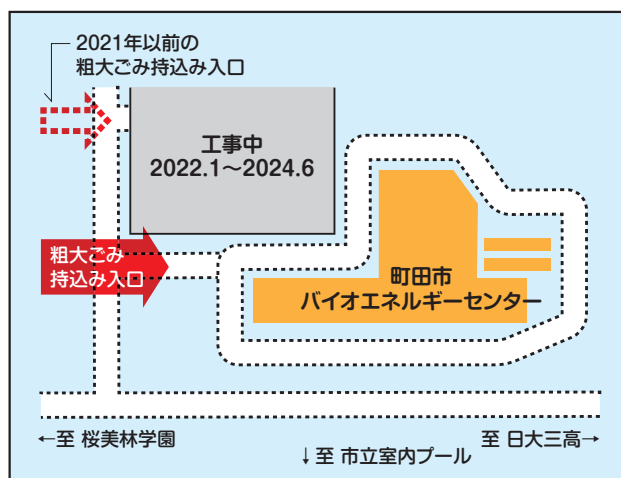 2021年以前の
粗大ごみ持込み入口
工事中
2022.1〜2024.6
粗大ごみ
持込み入口
町田市
バイオエネルギーセンター
←至 桜美林学園
至 日大三高→
↓至 市立室内プール